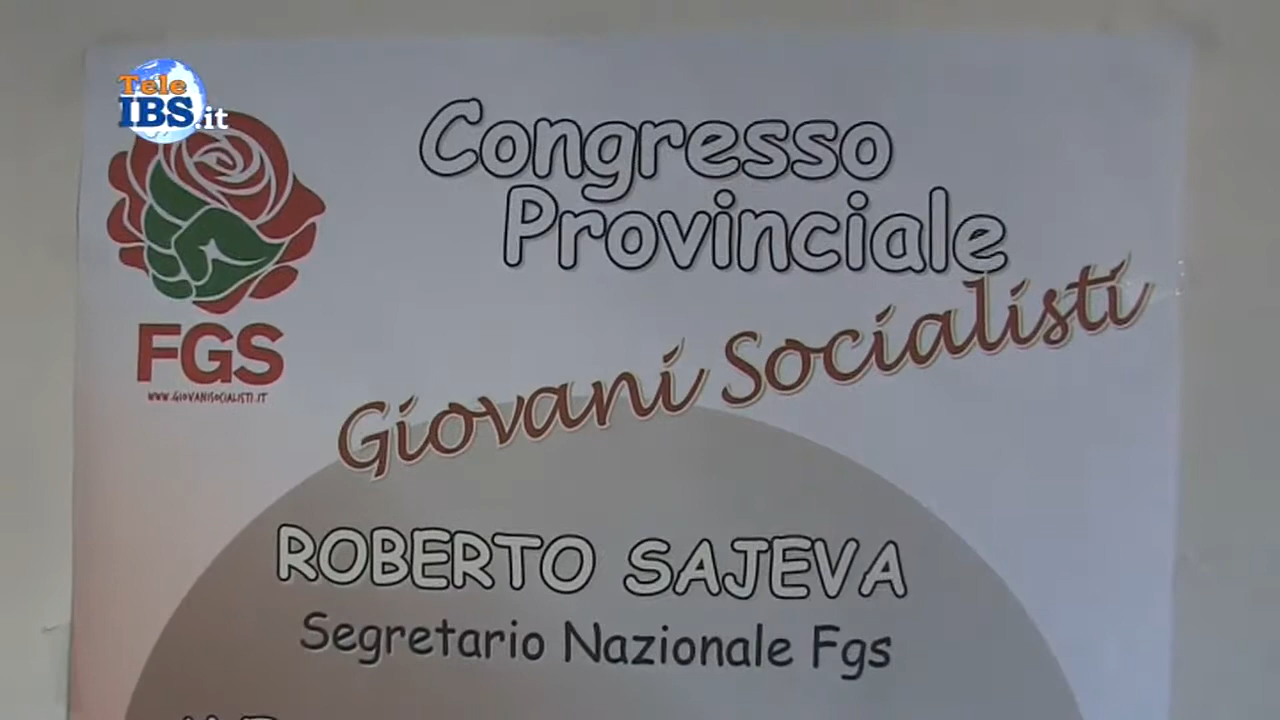 Tele
IBS.it
Congresso
Provinciale
Giovani Socialisti
FGS
WWW.GIOVANISOCIALISTI.IT
ROBERTO SAJEVA
Segretario Nazionale Fgs